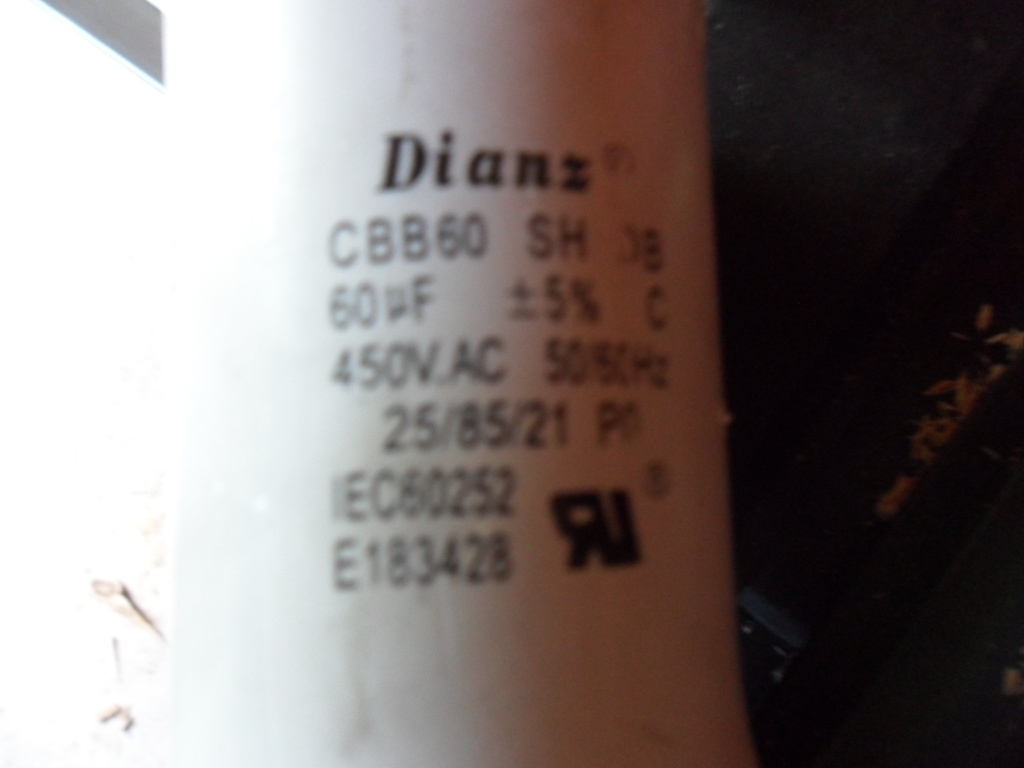 Dianz
CBB60 SH
60µF ±5% C
450V.AC 50/60Hz
25/85/21
IEC60252
E183428